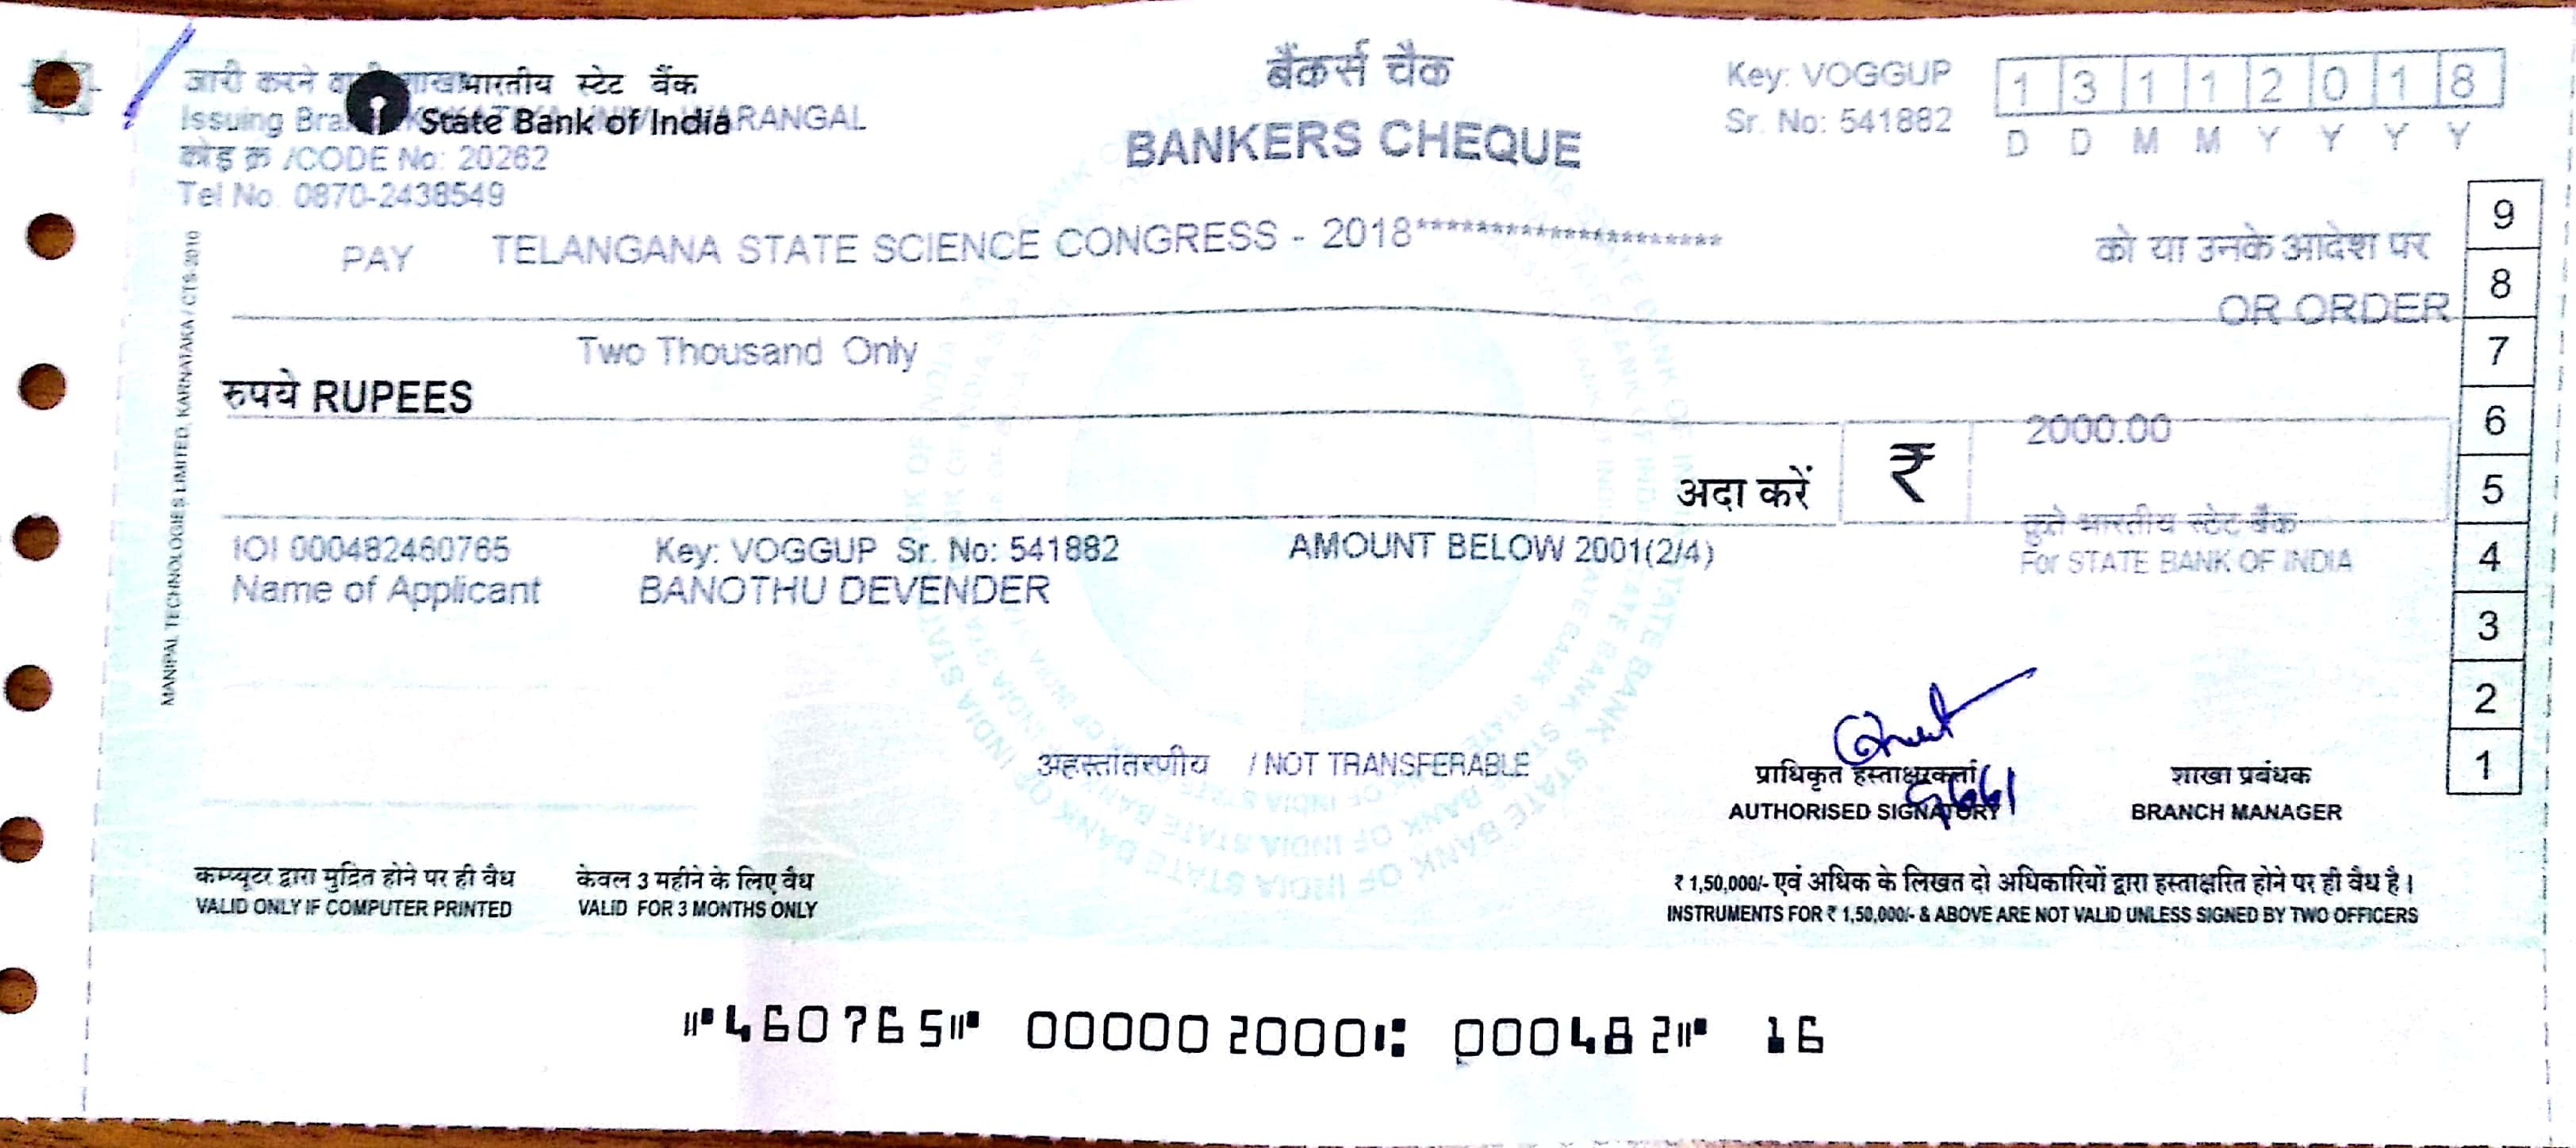 जारी करने वाली शाखा भारतीय स्टेट बैंक
Issuing Branch State Bank of India WARANGAL
कोड क्र /CODE No: 20262
Tel No. 0870-2438549
बैंकर्स चैक
BANKERS CHEQUE
Key: VOGGUP
Sr. No: 541882
1 3 1 1 2 0 1 8
D D M M Y Y Y Y
PAY TELANGANA STATE SCIENCE CONGRESS - 2018**********************
को या उनके आदेश पर
OR ORDER
Two Thousand Only
रुपये RUPEES
अदा करें ₹ 2000.00
IOI 000482460765 Key: VOGGUP Sr. No: 541882 AMOUNT BELOW 2001(2/4)
Name of Applicant BANOTHU DEVENDER
कृते भारतीय स्टेट बैंक
For STATE BANK OF INDIA
9
8
7
6
5
4
3
2
1
MANIPAL TECHNOLOGIES LIMITED, KARNATAKA / CTS-2010
अहस्तांतरणीय / NOT TRANSFERABLE
प्राधिकृत हस्ताक्षरकर्ता
AUTHORISED SIGNATORY
शाखा प्रबंधक
BRANCH MANAGER
कम्प्यूटर द्वारा मुद्रित होने पर ही वैध
VALID ONLY IF COMPUTER PRINTED
केवल 3 महीने के लिए वैध
VALID FOR 3 MONTHS ONLY
₹ 1,50,000/- एवं अधिक के लिखत दो अधिकारियों द्वारा हस्ताक्षरित होने पर ही वैध है।
INSTRUMENTS FOR ₹ 1,50,000/- & ABOVE ARE NOT VALID UNLESS SIGNED BY TWO OFFICERS
⑈460765⑈ 000002000⑆ 000482⑈ 16